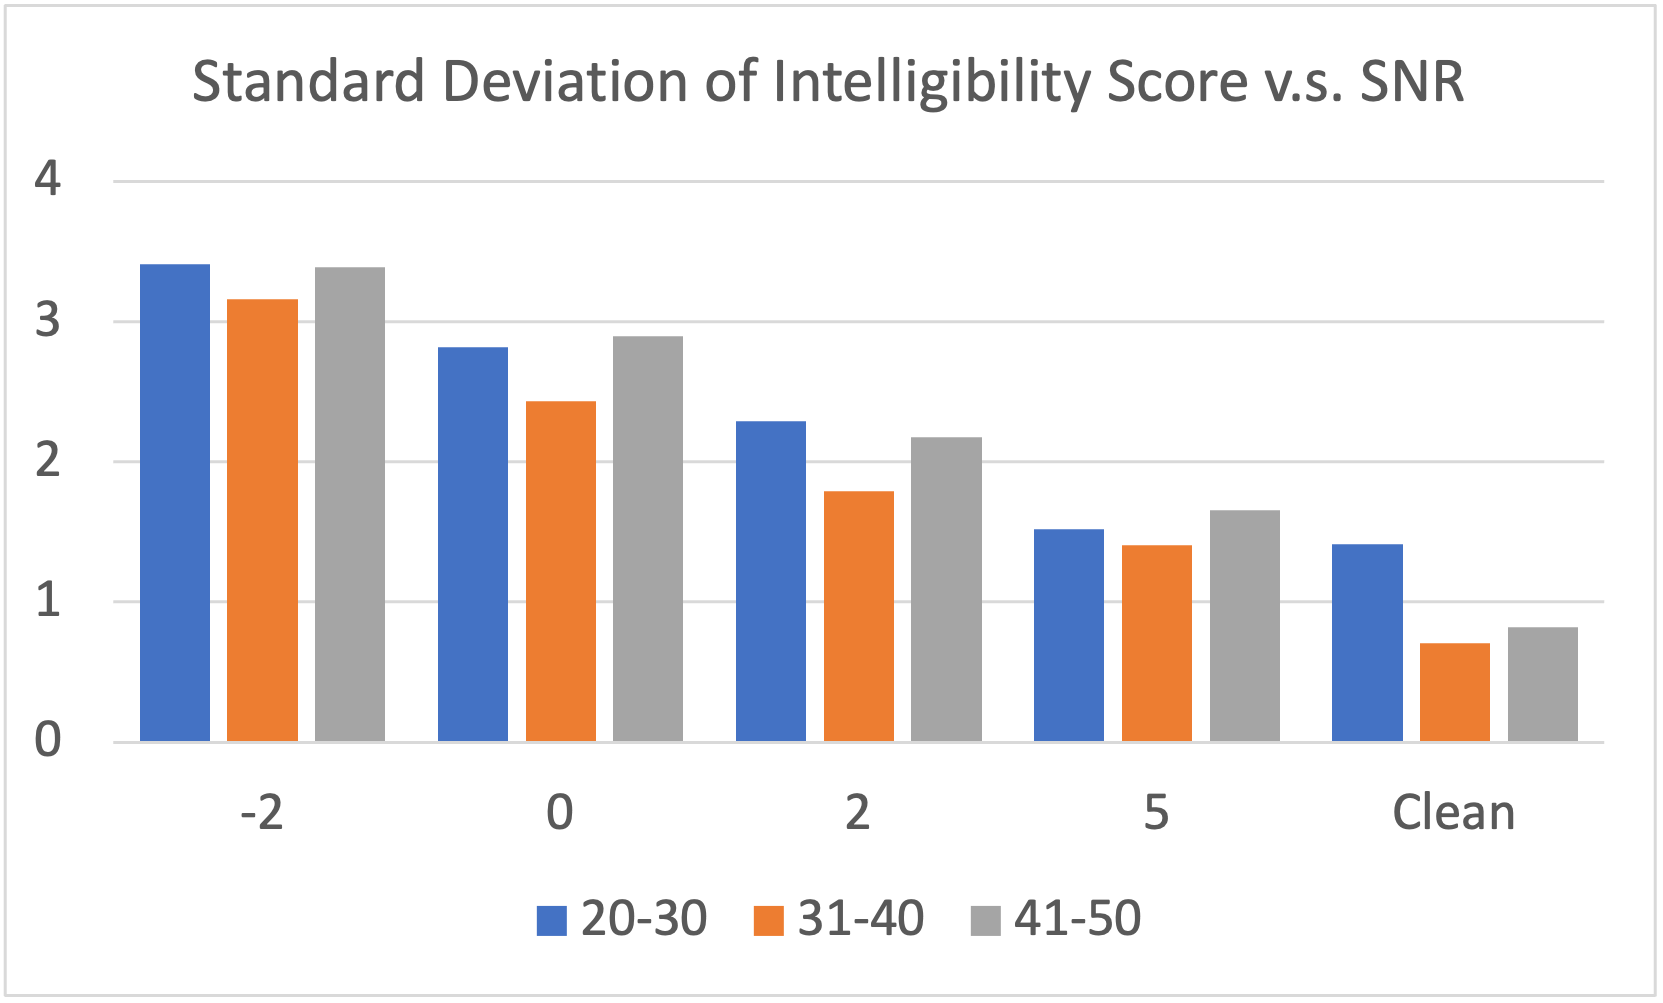 Standard Deviation of Intelligibility Score v.s. SNR
4
3
2
1
0
-2 0 2 5 Clean
20-30 31-40 41-50